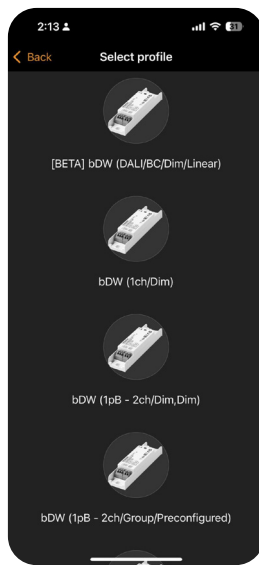 2:13
31
Back
Select profile
[BETA] bDW (DALI/BC/Dim/Linear)
bDW (1ch/Dim)
bDW (1pB - 2ch/Dim,Dim)
bDW (1pB - 2ch/Group/Preconfigured)